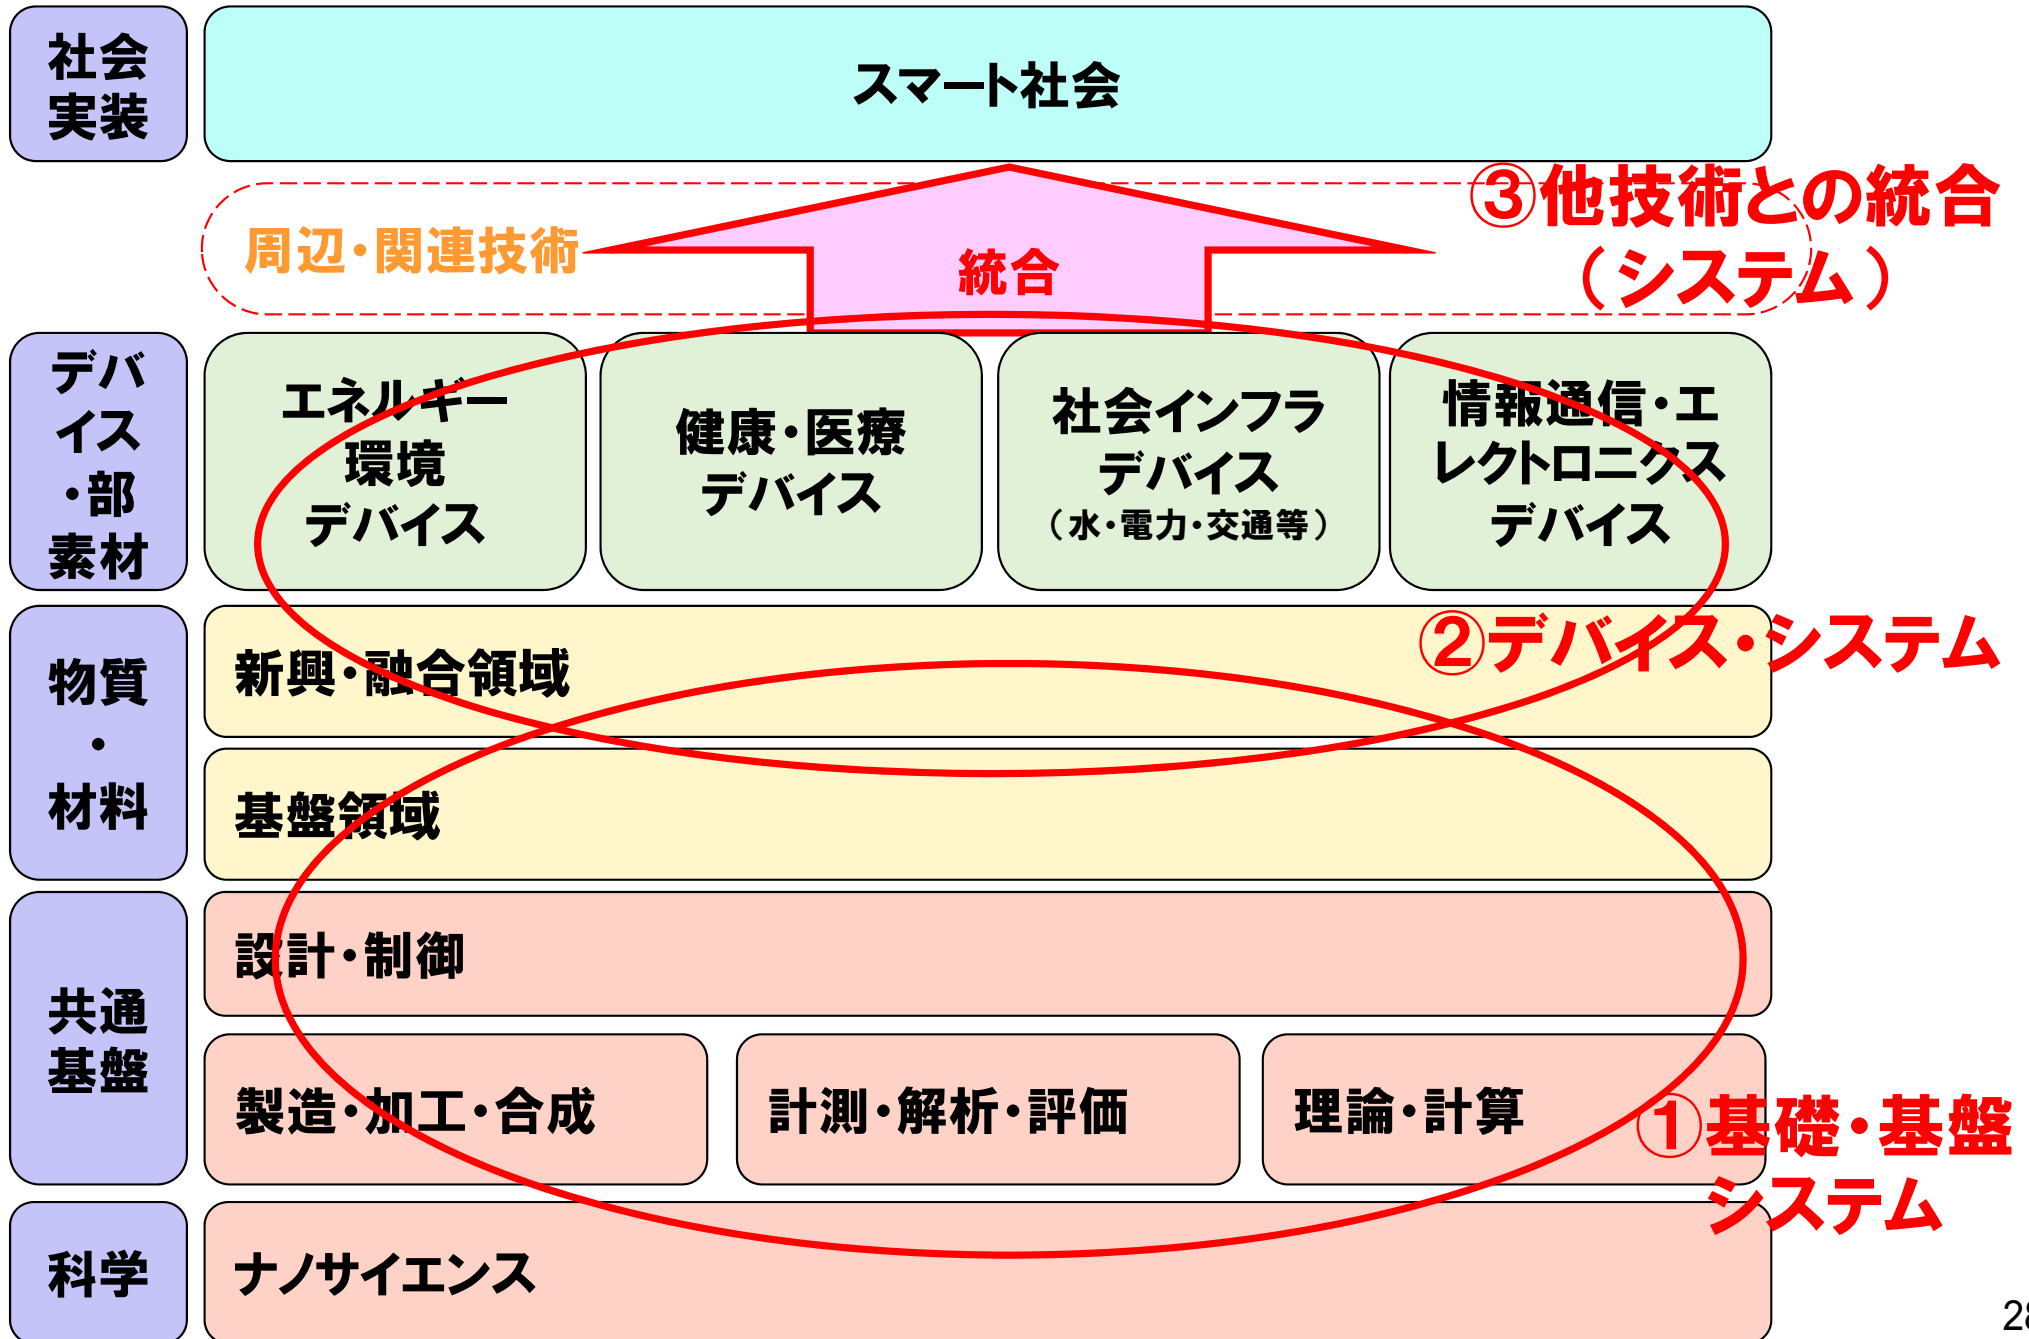 社会
実装
スマート社会
③他技術との統合
（システム）
周辺・関連技術
統合
デバ
イス
・部
素材
エネルギー
環境
デバイス
健康・医療
デバイス
社会インフラ
デバイス
（水・電力・交通等）
情報通信・エ
レクトロニクス
デバイス
物質
・
材料
②デバイス・システム
新興・融合領域
基盤領域
共通
基盤
設計・制御
製造・加工・合成
計測・解析・評価
理論・計算
①基礎・基盤
システム
科学
ナノサイエンス
28